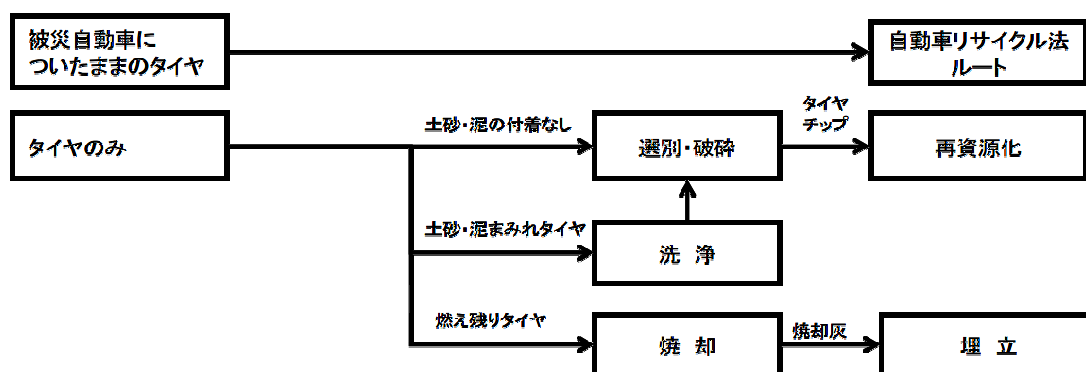 被災自動車に
ついたままのタイヤ
自動車リサイクル法
ルート
タイヤのみ
土砂・泥の付着なし
選別・破砕
タイヤ
チップ
再資源化
土砂・泥まみれタイヤ
洗 浄
燃え残りタイヤ
焼 却
焼却灰
埋 立